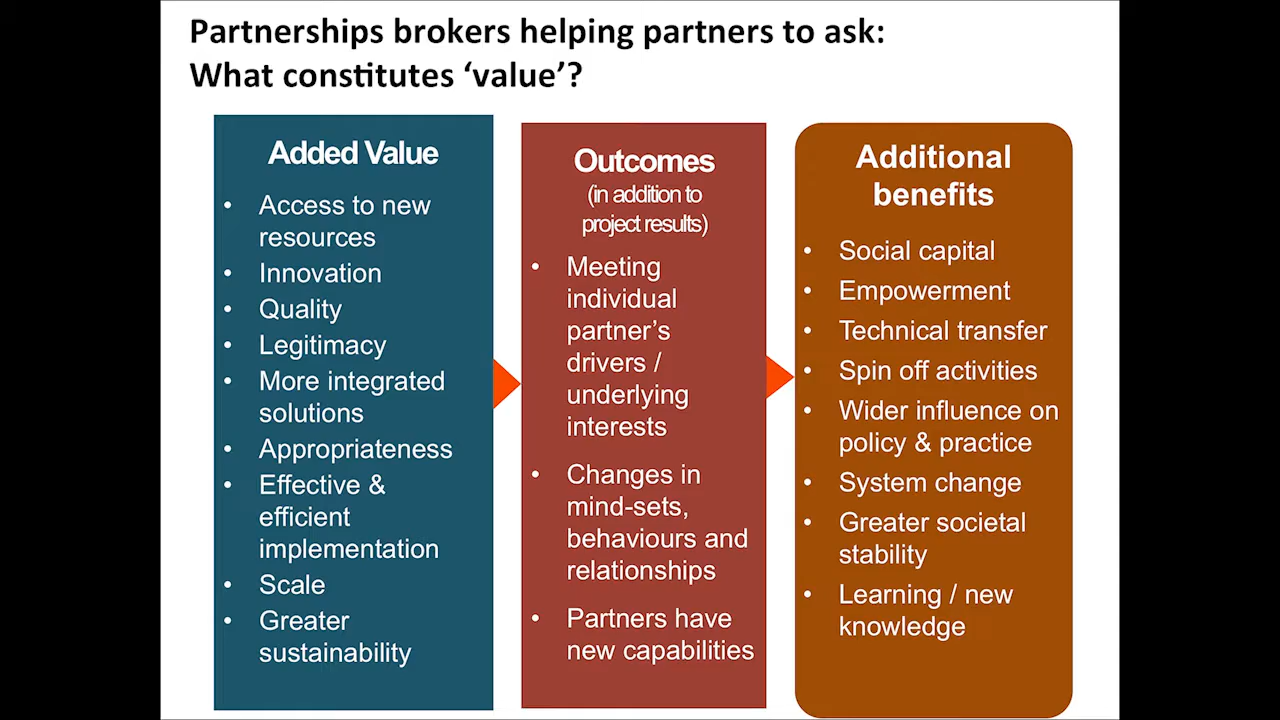 Partnerships brokers helping partners to ask:
What constitutes ‘value’?
Added Value
• Access to new
resources
• Innovation
• Quality
• Legitimacy
• More integrated
solutions
• Appropriateness
• Effective &
efficient
implementation
• Scale
• Greater
sustainability
Outcomes
(in addition to
project results)
• Meeting
individual
partner’s
drivers /
underlying
interests
• Changes in
mind-sets,
behaviours and
relationships
• Partners have
new capabilities
Additional
benefits
• Social capital
• Empowerment
• Technical transfer
• Spin off activities
• Wider influence on
policy & practice
• System change
• Greater societal
stability
• Learning / new
knowledge